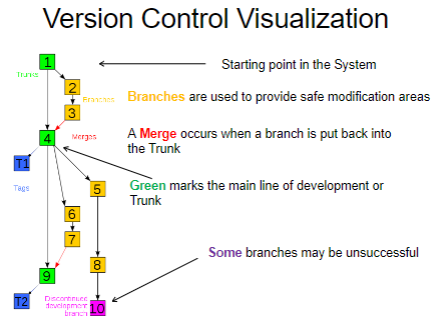 Version Control Visualization
1
Trunks
Starting point in the System
2
Branches
Branches are used to provide safe modification areas
3
Merges
A Merge occurs when a branch is put back into
the Trunk
4
T1
Tags
Green marks the main line of development or
Trunk
5
6
7
Some branches may be unsuccessful
8
9
T2
Discontinued
development
branch
10